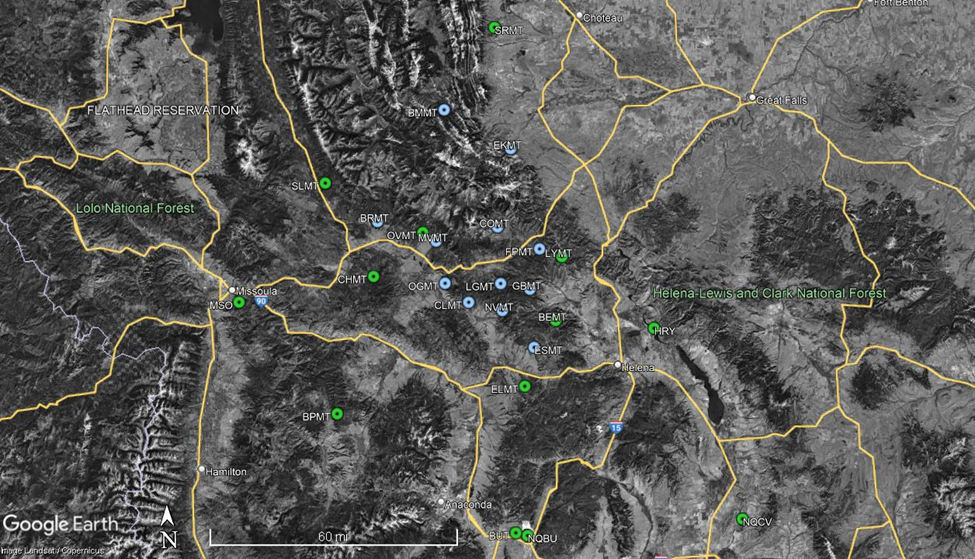 Fort Benton
Choteau
SRMT
Great Falls
FLATHEAD RESERVATION
BMMT
EKMT
SLMT
Lolo National Forest
BRMT
COMT
OVMT
MVMT
FPMT
LYMT
CHMT
OGMT
LGMT
GBMT
Missoula
Helena-Lewis and Clark National Forest
MSO
90
CLMT
NVMT
BEMT
HRY
ESMT
Helena
ELMT
BPMT
15
Hamilton
Anaconda
NQCV
Google Earth
N
60 mi
BUT
NQBU
Image Landsat / Copernicus